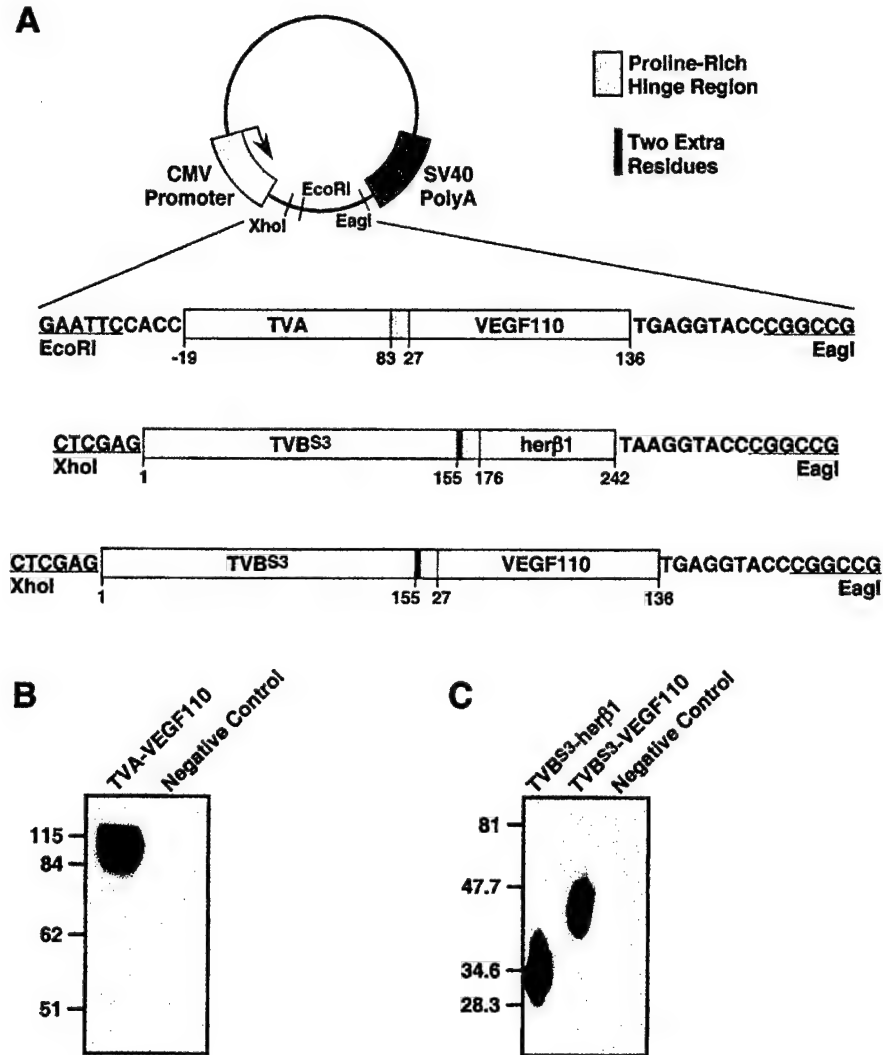 A
Proline-Rich
Hinge Region
Two Extra
Residues
CMV
Promoter
SV40
PolyA
XhoI
EcoRI
EagI
GAATTCCACC
TVA
VEGF110
TGAGGTACCCGGCCG
EcoRI
-19
83
27
136
EagI
CTCGAG
TVBS3
herβ1
TAAGGTACCCGGCCG
XhoI
1
155
176
242
EagI
CTCGAG
TVBS3
VEGF110
TGAGGTACCCGGCCG
XhoI
1
155
27
136
EagI
B
TVA-VEGF110
Negative Control
115
84
62
51
C
TVBS3-herβ1
TVBS3-VEGF110
Negative Control
81
47.7
34.6
28.3